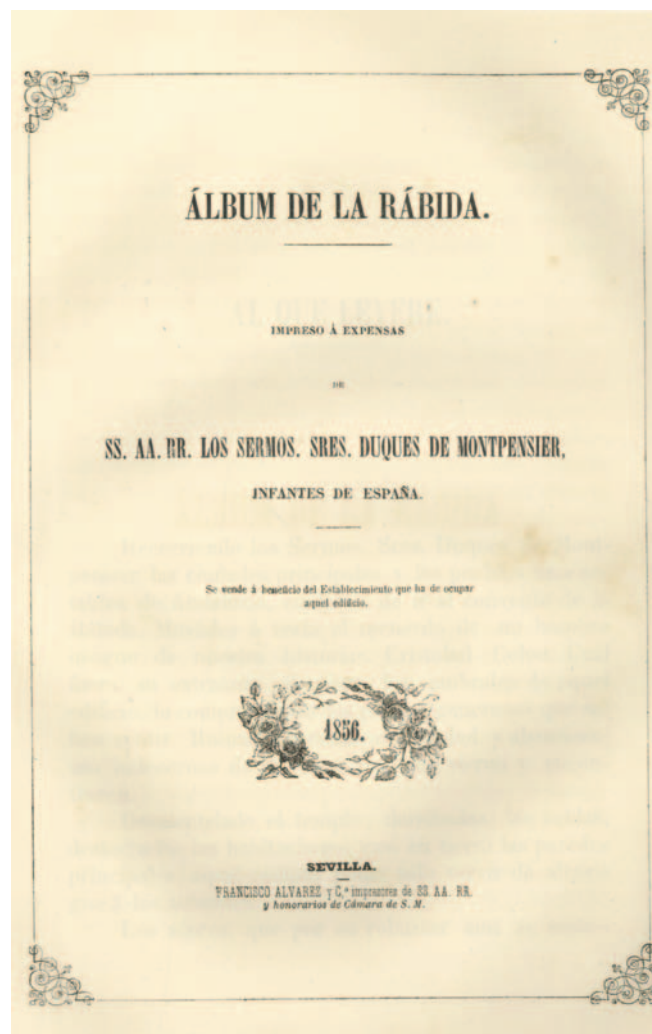 ÁLBUM DE LA RÁBIDA.
IMPRESO Á EXPENSAS
DE
SS. AA. RR. LOS SERMOS. SRES. DUQUES DE MONTPENSIER,
INFANTES DE ESPAÑA.
Se vende á beneficio del Establecimiento que ha de ocupar
aquel edificio.
1856.
SEVILLA.
FRANCISCO ALVAREZ y C.ª impresores de SS. AA. RR.
y honorarios de Cámara de S. M.